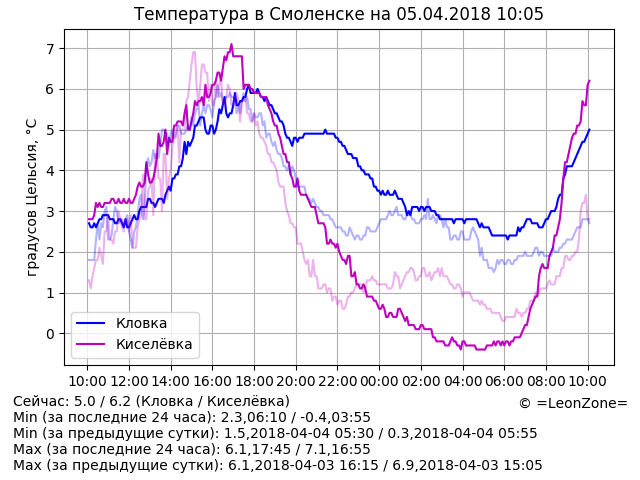 Температура в Смоленске на 05.04.2018 10:05
градусов Цельсия, °C
7
6
5
4
3
2
1
0
Кловка
Киселёвка
10:00 12:00 14:00 16:00 18:00 20:00 22:00 00:00 02:00 04:00 06:00 08:00 10:00
© =LeonZone=
Сейчас: 5.0 / 6.2 (Кловка / Киселёвка)
Min (за последние 24 часа): 2.3,06:10 / -0.4,03:55
Min (за предыдущие сутки): 1.5,2018-04-04 05:30 / 0.3,2018-04-04 05:55
Max (за последние 24 часа): 6.1,17:45 / 7.1,16:55
Max (за предыдущие сутки): 6.1,2018-04-03 16:15 / 6.9,2018-04-03 15:05